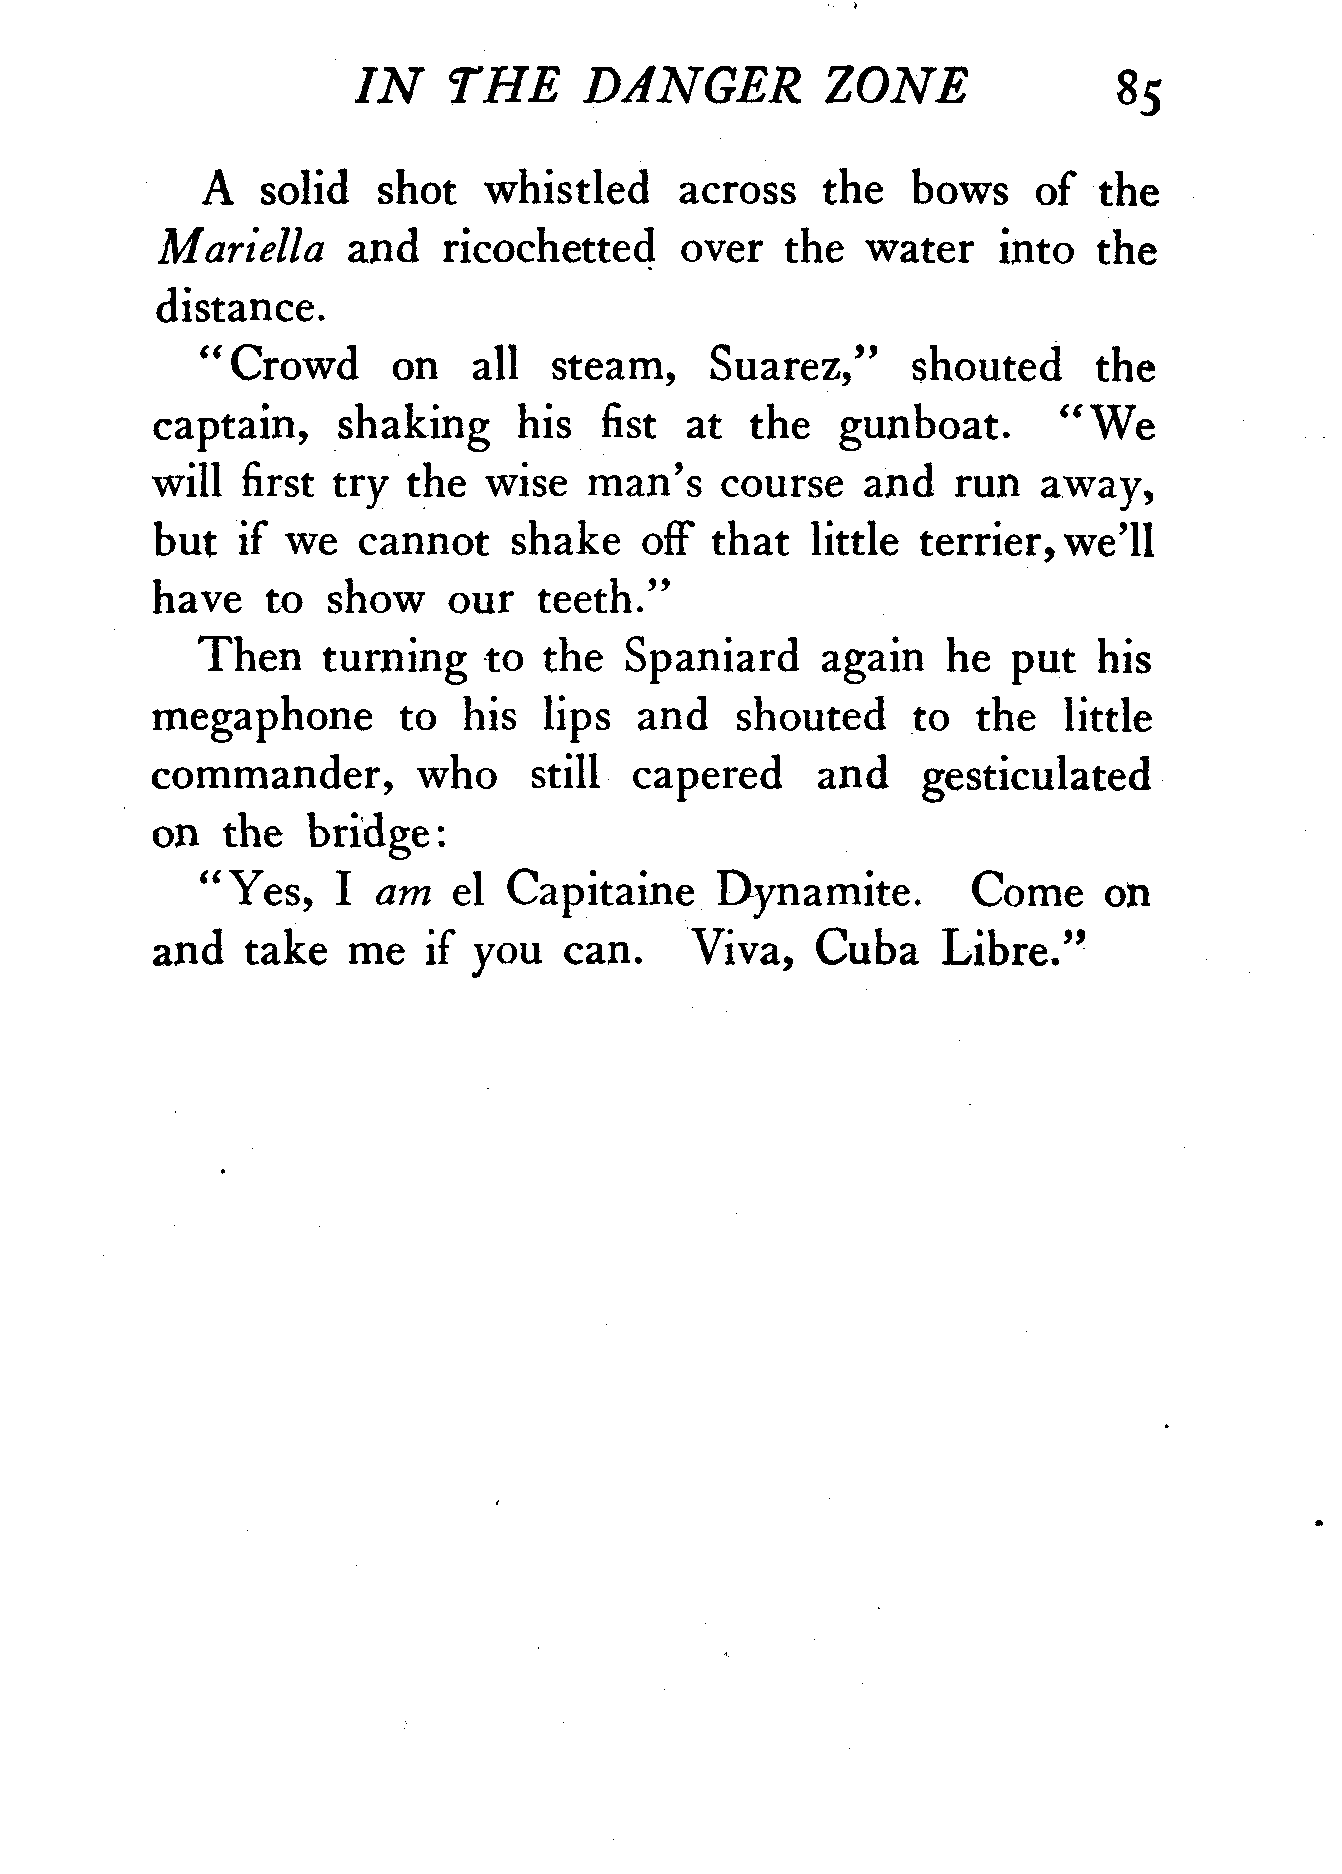 IN THE DANGER ZONE 85
A solid shot whistled across the bows of the
Mariella and ricochetted over the water into the
distance.
“Crowd on all steam, Suarez,” shouted the
captain, shaking his fist at the gunboat. “We
will first try the wise man’s course and run away,
but if we cannot shake off that little terrier, we’ll
have to show our teeth.”
Then turning to the Spaniard again he put his
megaphone to his lips and shouted to the little
commander, who still capered and gesticulated
on the bridge:
“Yes, I am el Capitaine Dynamite. Come on
and take me if you can. Viva, Cuba Libre.”